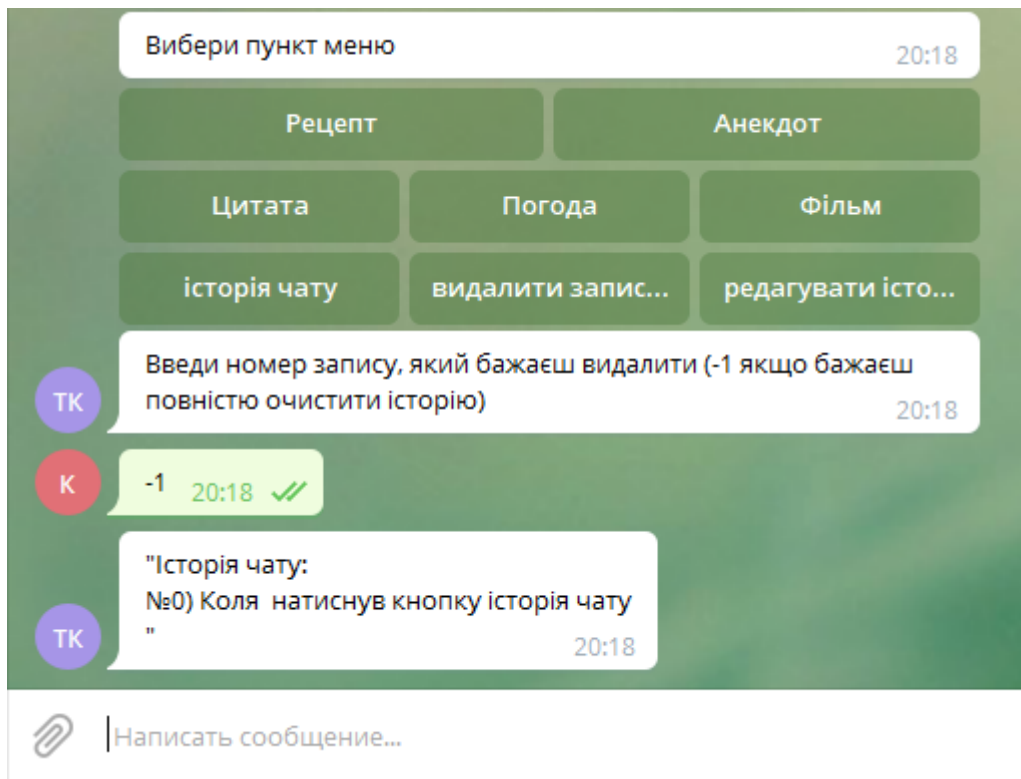 Вибери пункт меню
20:18
Рецепт
Анекдот
Цитата
Погода
Фільм
історія чату
видалити запис...
редагувати істо...
Введи номер запису, який бажаєш видалити (-1 якщо бажаєш
повністю очистити історію)
20:18
ТК
К
-1
20:18
"Історія чату:
№0) Коля  натиснув кнопку історія чату
"
20:18
ТК
Написать сообщение...